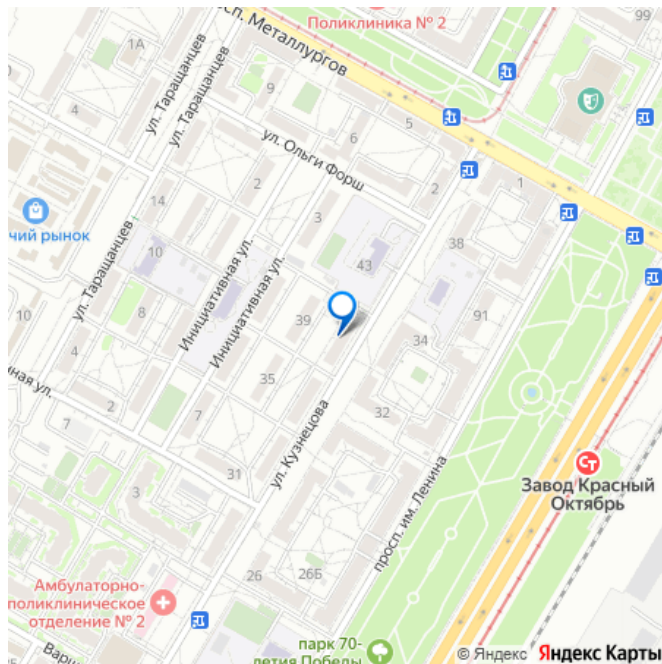 Поликлиника № 2
99
1А
просп. Металлургов
ул. Таращанцев
ул. Таращанцев
9
4
6
5
ул. Ольги Форш
2
2
1
14
3
чий рынок
10
43
38
ул. Таращанцев
Инициативная ул.
Инициативная ул.
8
39
10
91
4
34
ная ул.
35
32
7
7
ул. Кузнецова
31
просп. им. Ленина
3
Завод Красный
Октябрь
26
26Б
Амбулаторно-
поликлиническое
отделение № 2
парк 70-
летия Победы
Варш
© Яндекс Яндекс Карты